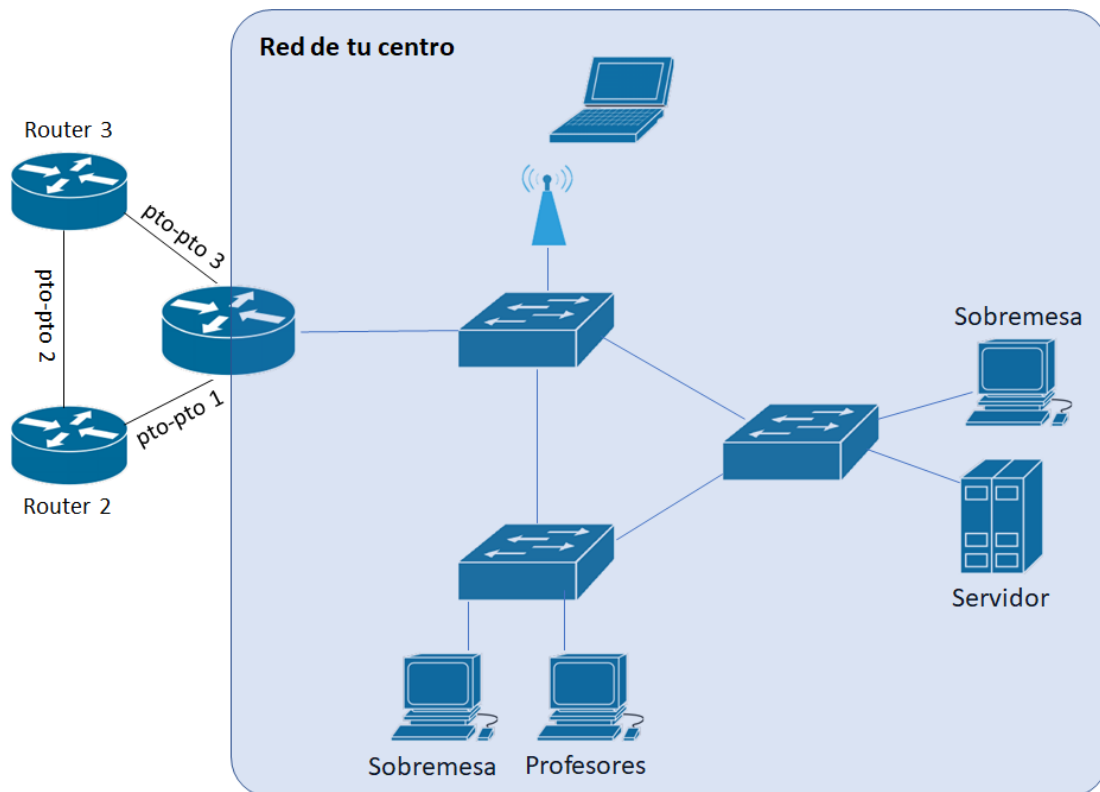 Red de tu centro
Router 3
pto-pto 3
pto-pto 2
pto-pto 1
Router 2
Sobremesa
Servidor
Sobremesa
Profesores